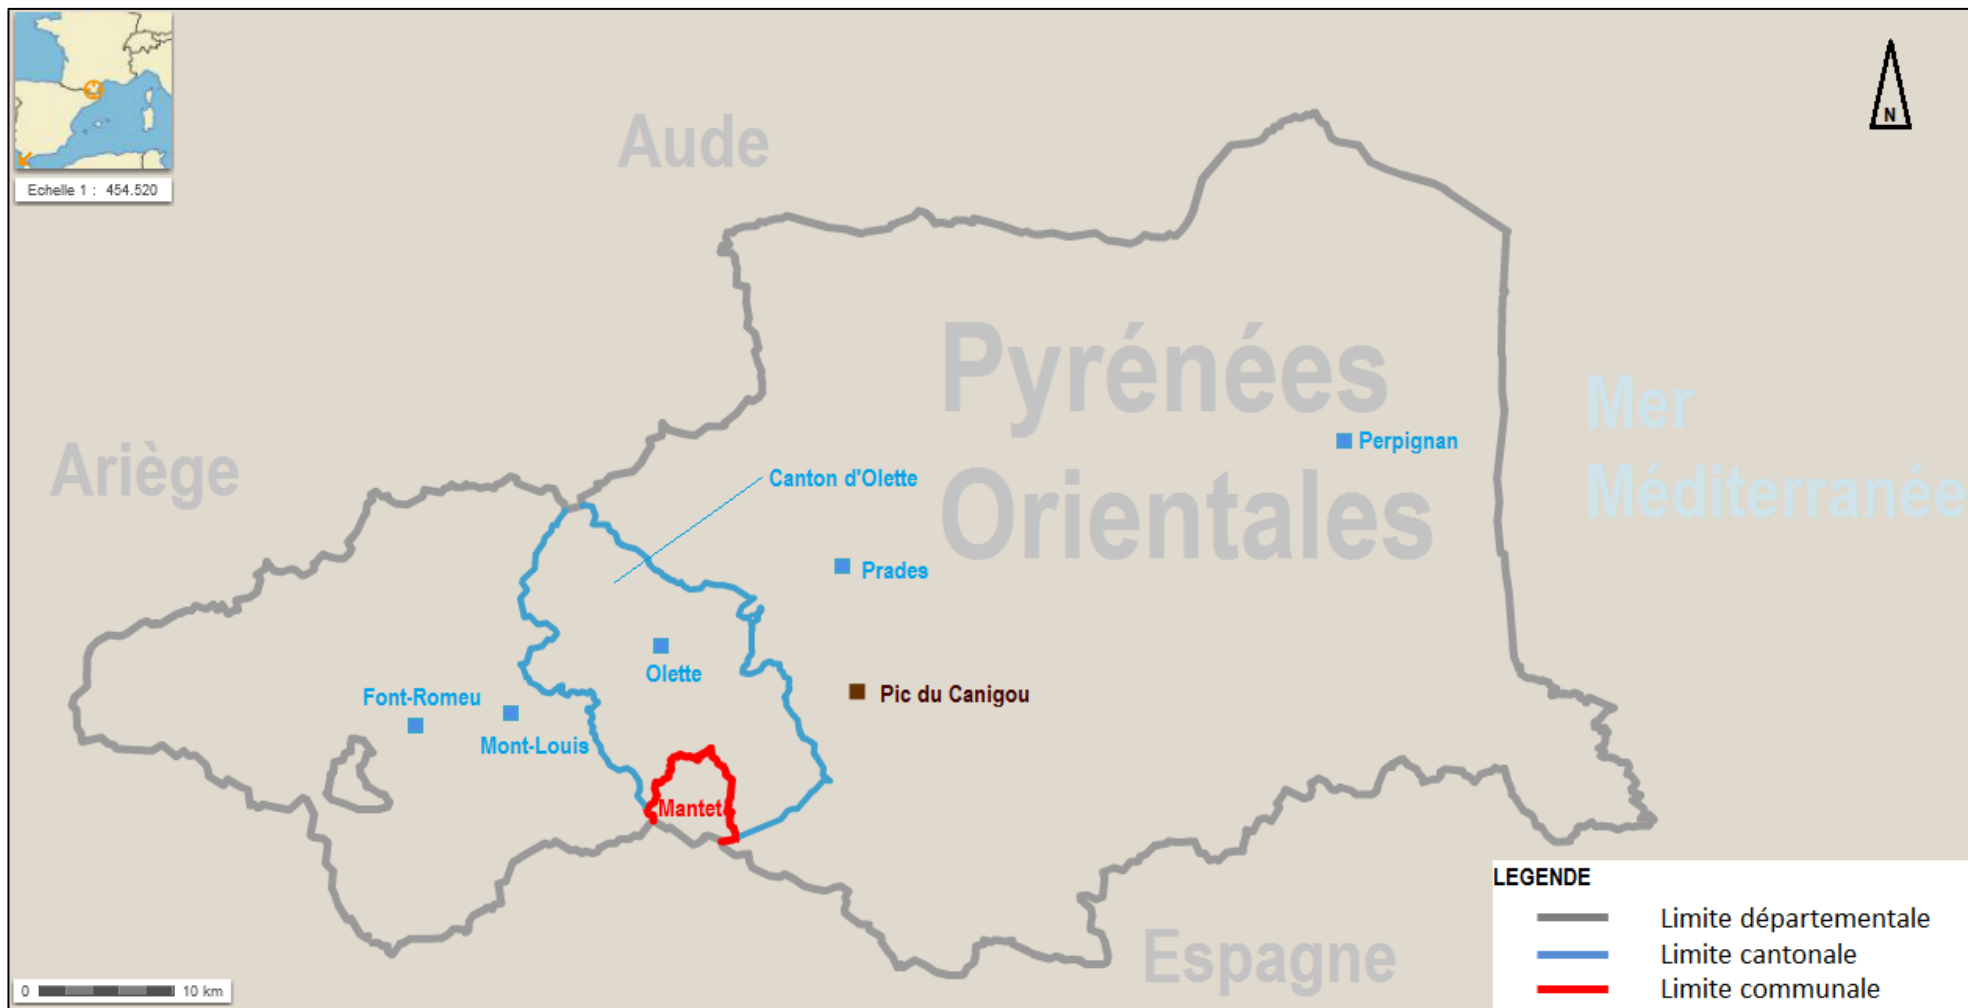 Echelle 1 : 454.520
N
Aude
Pyrénées
Orientales
Mer
Méditerranée
Perpignan
Ariège
Canton d'Olette
Prades
Olette
Pic du Canigou
Font-Romeu
Mont-Louis
Mantet
Espagne
LEGENDE
Limite départementale
Limite cantonale
Limite communale
0 10 km